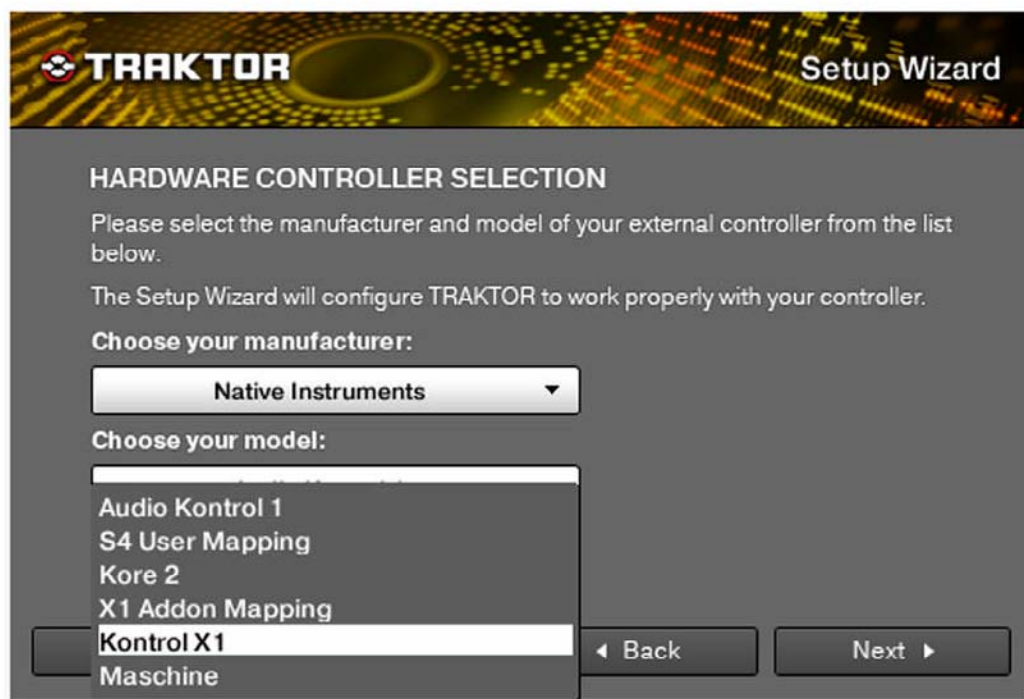 TRAKTOR
Setup Wizard
HARDWARE CONTROLLER SELECTION
Please select the manufacturer and model of your external controller from the list
below.
The Setup Wizard will configure TRAKTOR to work properly with your controller.
Choose your manufacturer:
Native Instruments
Choose your model:
Audio Kontrol 1
S4 User Mapping
Kore 2
X1 Addon Mapping
Kontrol X1
Maschine
Back
Next